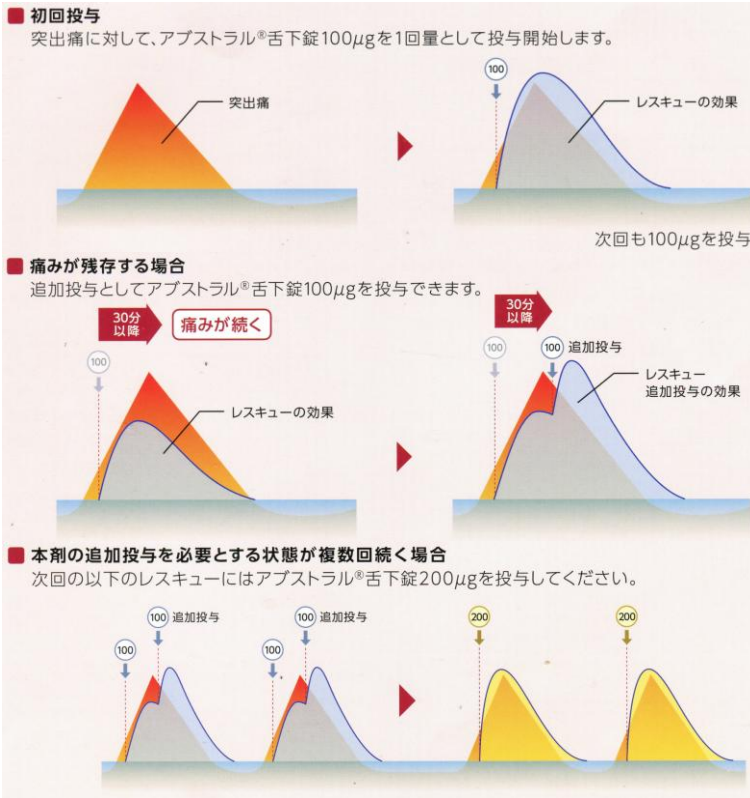 初回投与
突出痛に対して、アブストラル®舌下錠100μgを1回量として投与開始します。
突出痛
100
レスキューの効果
次回も100μgを投与
痛みが残存する場合
追加投与としてアブストラル®舌下錠100μgを投与できます。
30分
以降
痛みが続く
100
レスキューの効果
30分
以降
100
100 追加投与
レスキュー
追加投与の効果
本剤の追加投与を必要とする状態が複数回続く場合
次回の以下のレスキューにはアブストラル®舌下錠200μgを投与してください。
100 追加投与
100
100 追加投与
100
200
200